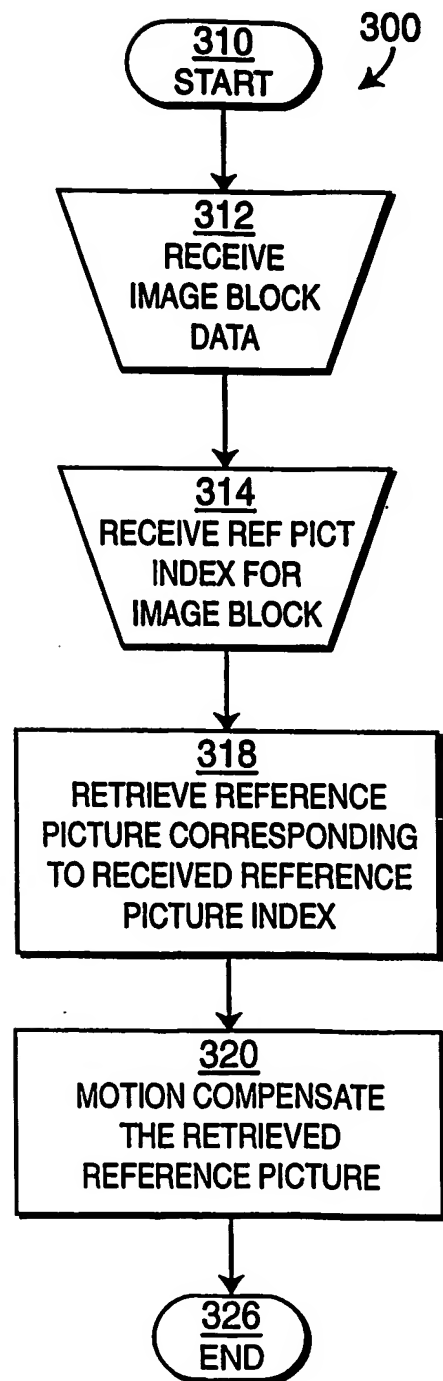 300
310
START
312
RECEIVE
IMAGE BLOCK
DATA
314
RECEIVE REF PICT
INDEX FOR
IMAGE BLOCK
318
RETRIEVE REFERENCE
PICTURE CORRESPONDING
TO RECEIVED REFERENCE
PICTURE INDEX
320
MOTION COMPENSATE
THE RETRIEVED
REFERENCE PICTURE
326
END